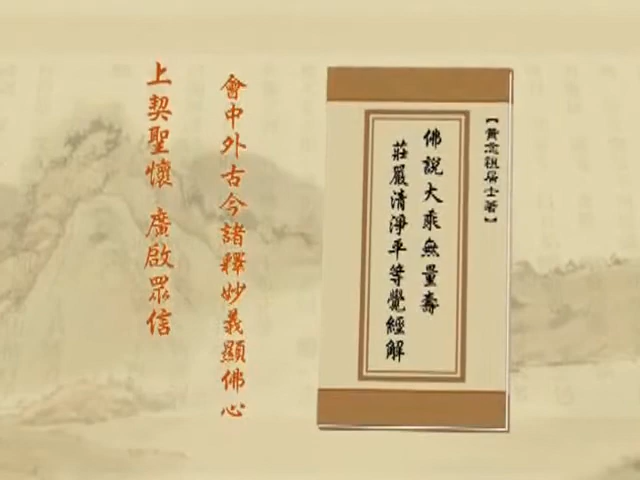 【黃念祖居士著】
佛說大乘無量壽
莊嚴清淨平等覺經解
會中外古今諸釋妙義顯佛心
上契聖懷 廣啟眾信